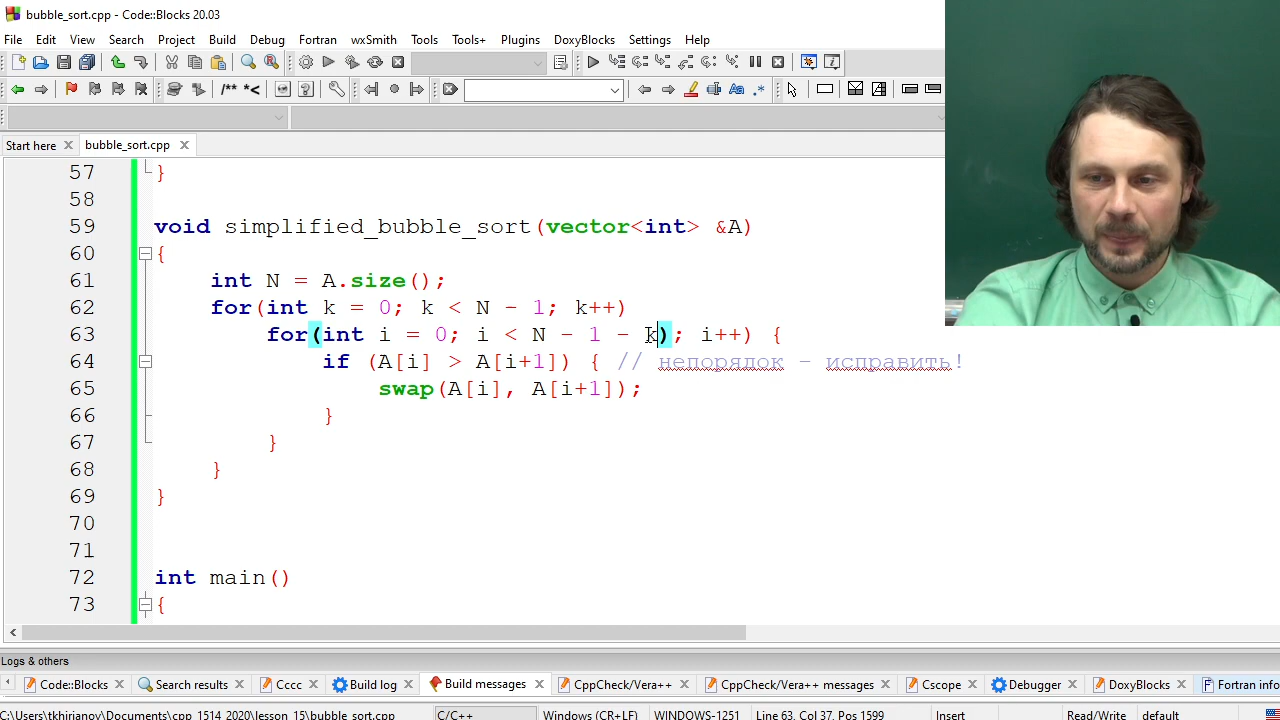 bubble_sort.cpp - Code::Blocks 20.03
File Edit View Search Project Build Debug Fortran wxSmith Tools Tools+ Plugins DoxyBlocks Settings Help
/** *<
Start here bubble_sort.cpp
57 }
58
59 void simplified_bubble_sort(vector<int> &A)
60 {
61 int N = A.size();
62 for(int k = 0; k < N - 1; k++)
63 for(int i = 0; i < N - 1 - k); i++) {
64 if (A[i] > A[i+1]) { // непорядок - исправить!
65 swap(A[i], A[i+1]);
66 }
67 }
68 }
69 }
70
71
72 int main()
73 {
Logs & others
Code::Blocks Search results Cccc Build log Build messages CppCheck/Vera++ CppCheck/Vera++ messages Cscope Debugger DoxyBlocks Fortran info
C/C++ Windows (CR+LF) WINDOWS-1251 Line 63, Col 37, Pos 1599 Insert Read/Write default